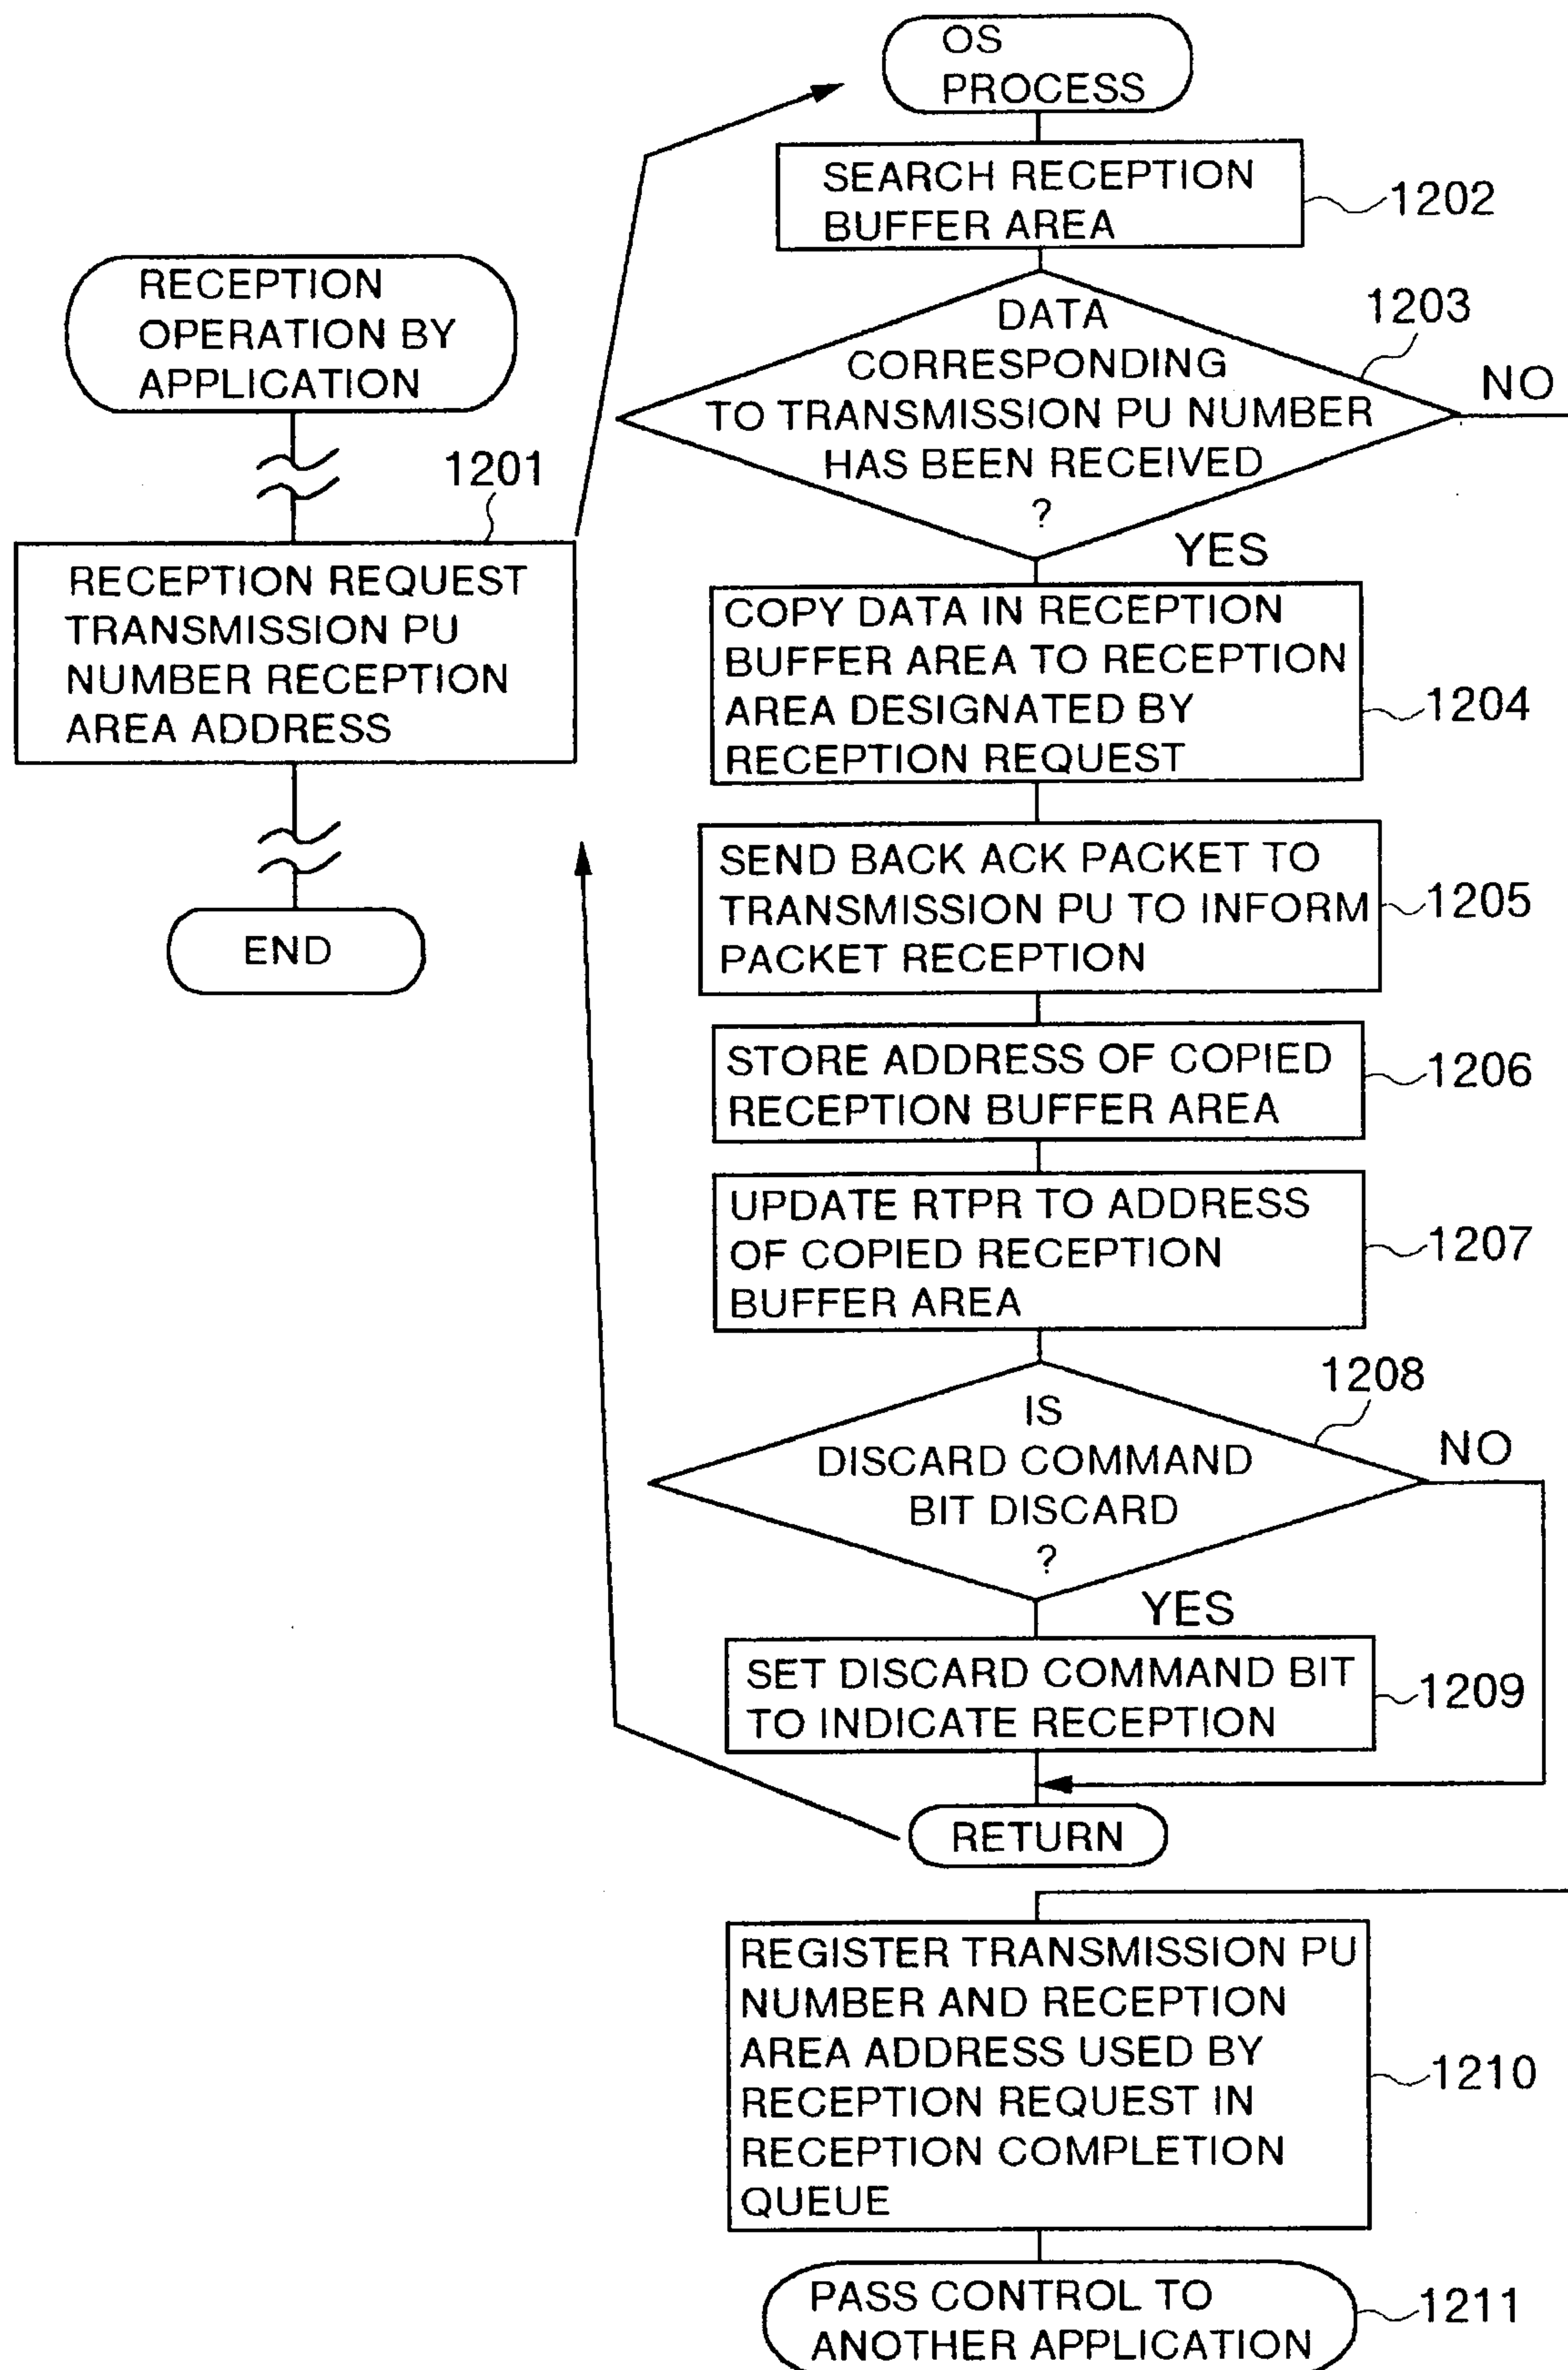 RECEPTION
OPERATION BY
APPLICATION
1201
RECEPTION REQUEST
TRANSMISSION PU
NUMBER RECEPTION
AREA ADDRESS
END
OS
PROCESS
SEARCH RECEPTION
BUFFER AREA
1202
DATA
CORRESPONDING
TO TRANSMISSION PU NUMBER
HAS BEEN RECEIVED
?
1203
NO
YES
COPY DATA IN RECEPTION
BUFFER AREA TO RECEPTION
AREA DESIGNATED BY
RECEPTION REQUEST
1204
SEND BACK ACK PACKET TO
TRANSMISSION PU TO INFORM
PACKET RECEPTION
1205
STORE ADDRESS OF COPIED
RECEPTION BUFFER AREA
1206
UPDATE RTPR TO ADDRESS
OF COPIED RECEPTION
BUFFER AREA
1207
IS
DISCARD COMMAND
BIT DISCARD
?
1208
NO
YES
SET DISCARD COMMAND BIT
TO INDICATE RECEPTION
1209
RETURN
REGISTER TRANSMISSION PU
NUMBER AND RECEPTION
AREA ADDRESS USED BY
RECEPTION REQUEST IN
RECEPTION COMPLETION
QUEUE
1210
PASS CONTROL TO
ANOTHER APPLICATION
1211